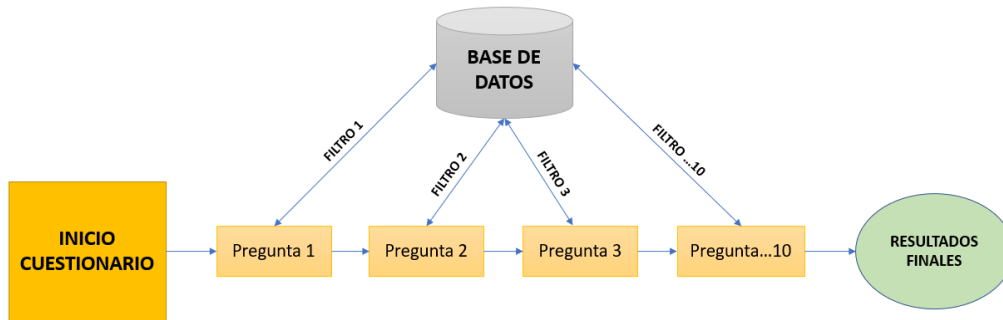 BASE DE
DATOS
FILTRO 1
FILTRO 2
FILTRO 3
FILTRO ...10
INICIO
CUESTIONARIO
Pregunta 1
Pregunta 2
Pregunta 3
Pregunta...10
RESULTADOS
FINALES